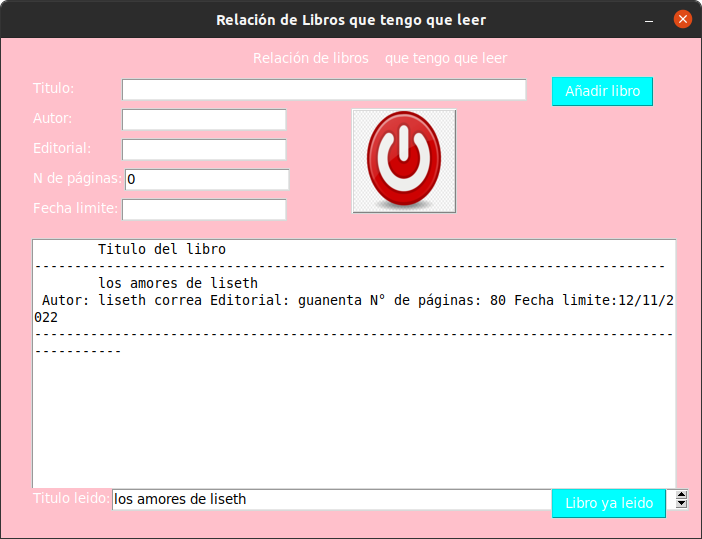 Relación de Libros que tengo que leer
Relación de libros que tengo que leer
Titulo:
Añadir libro
Autor:
Editorial:
N de páginas: 0
Fecha limite:
Titulo del libro
-------------------------------------------------------------------------------
los amores de liseth
Autor: liseth correa Editorial: guanenta N° de páginas: 80 Fecha limite:12/11/2
022
--------------------------------------------------------------------------------
-----------
Titulo leido: los amores de liseth
Libro ya leido